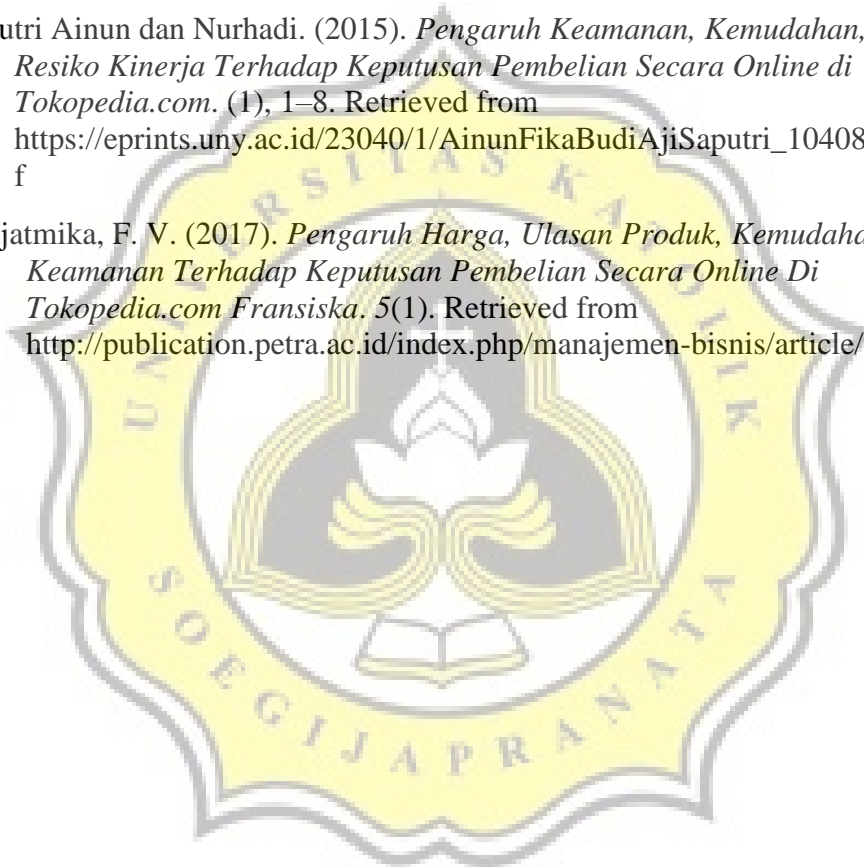 utri Ainun dan Nurhadi. (2015). Pengaruh Keamanan, Kemudahan,
Resiko Kinerja Terhadap Keputusan Pembelian Secara Online di
Tokopedia.com. (1), 1–8. Retrieved from
https://eprints.uny.ac.id/23040/1/AinunFikaBudiAjiSaputri_10408
f
jatmika, F. V. (2017). Pengaruh Harga, Ulasan Produk, Kemudaha
Keamanan Terhadap Keputusan Pembelian Secara Online Di
Tokopedia.com Fransiska. 5(1). Retrieved from
http://publication.petra.ac.id/index.php/manajemen-bisnis/article/
UNIVERSITAS KATOLIK
SOEGIJAPRANATA